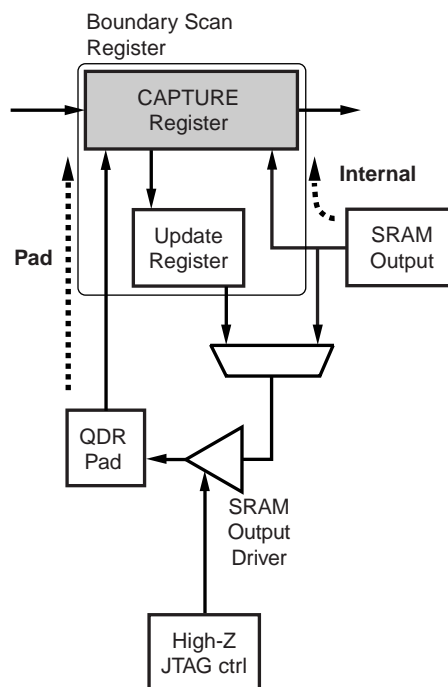 Boundary Scan
Register
CAPTURE
Register
Internal
Update
Register
SRAM
Output
Pad
QDR
Pad
SRAM
Output
Driver
High-Z
JTAG ctrl